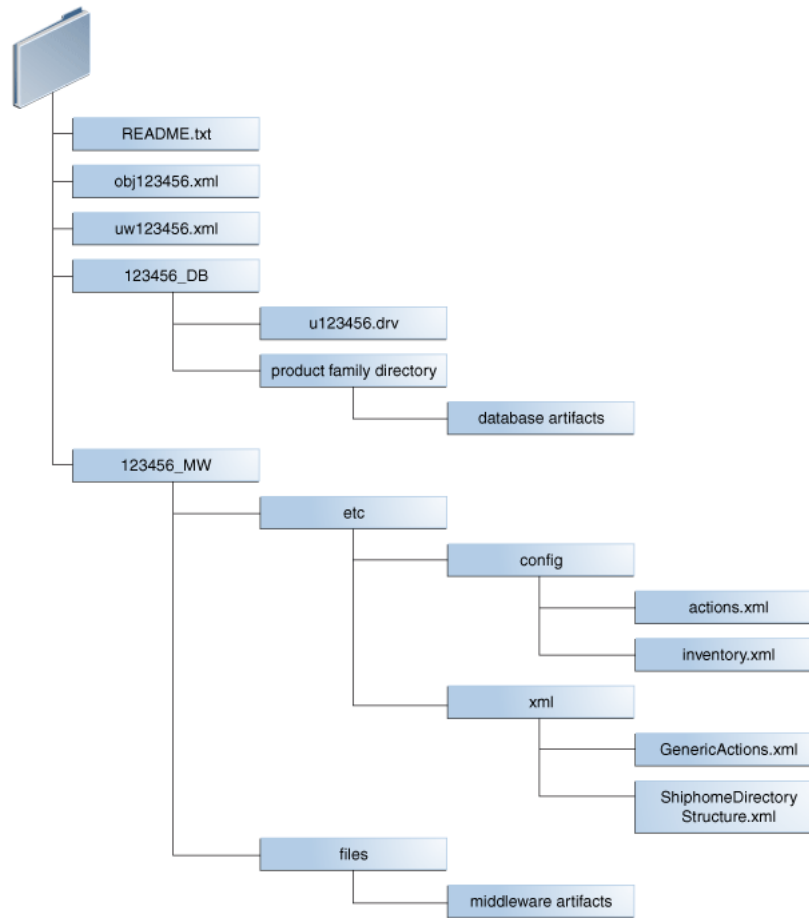 README.txt
obj123456.xml
uw123456.xml
123456_DB
u123456.drv
product family directory
database artifacts
123456_MW
etc
config
actions.xml
inventory.xml
xml
GenericActions.xml
ShiphomeDirectory
Structure.xml
files
middleware artifacts